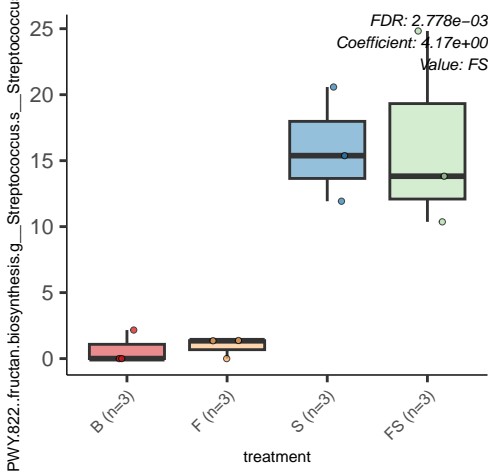 FDR: 2.778e−03
Coefficient: 4.17e+00
Value: FS
PWY.822..fructan.biosynthesis.g__Streptococcus.s__Streptococcus
25
20
15
10
5
0
B (n=3)
F (n=3)
S (n=3)
FS (n=3)
treatment